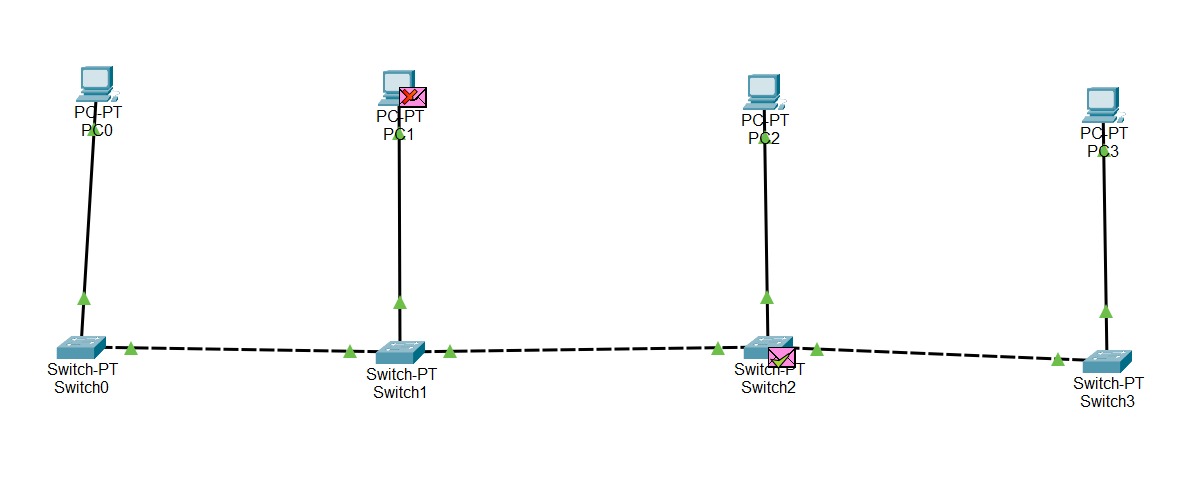 PC-PT
PC0
PC-PT
PC1
PC-PT
PC2
PC-PT
PC3
Switch-PT
Switch0
Switch-PT
Switch1
Switch-PT
Switch2
Switch-PT
Switch3